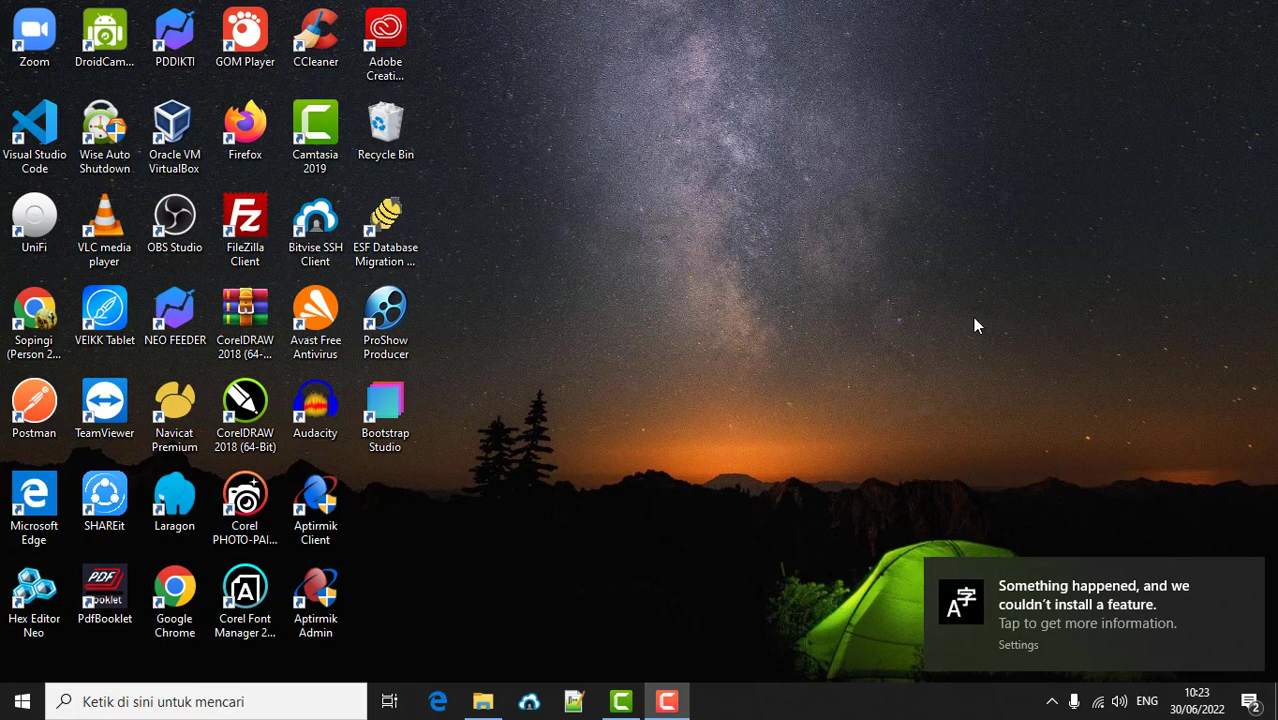 Zoom
DroidCam...
PDDIKTI
GOM Player
CCleaner
Adobe
Creati...
Visual Studio
Code
Wise Auto
Shutdown
Oracle VM
VirtualBox
Firefox
Camtasia
2019
Recycle Bin
UniFi
VLC media
player
OBS Studio
FileZilla
Client
Bitvise SSH
Client
ESF Database
Migration ...
Sopingi
(Person 2...
VEIKK Tablet
NEO FEEDER
CorelDRAW
2018 (64-...
Avast Free
Antivirus
ProShow
Producer
Postman
TeamViewer
Navicat
Premium
CorelDRAW
2018 (64-Bit)
Audacity
Bootstrap
Studio
Microsoft
Edge
SHAREit
Laragon
Corel
PHOTO-PAI...
Aptirmik
Client
Hex Editor
Neo
PDF
ooklet
PdfBooklet
Google
Chrome
Corel Font
Manager 2...
Aptirmik
Admin
Something happened, and we
couldn't install a feature.
Tap to get more information.
Settings
Ketik di sini untuk mencari
ENG
10:23
30/06/2022
2